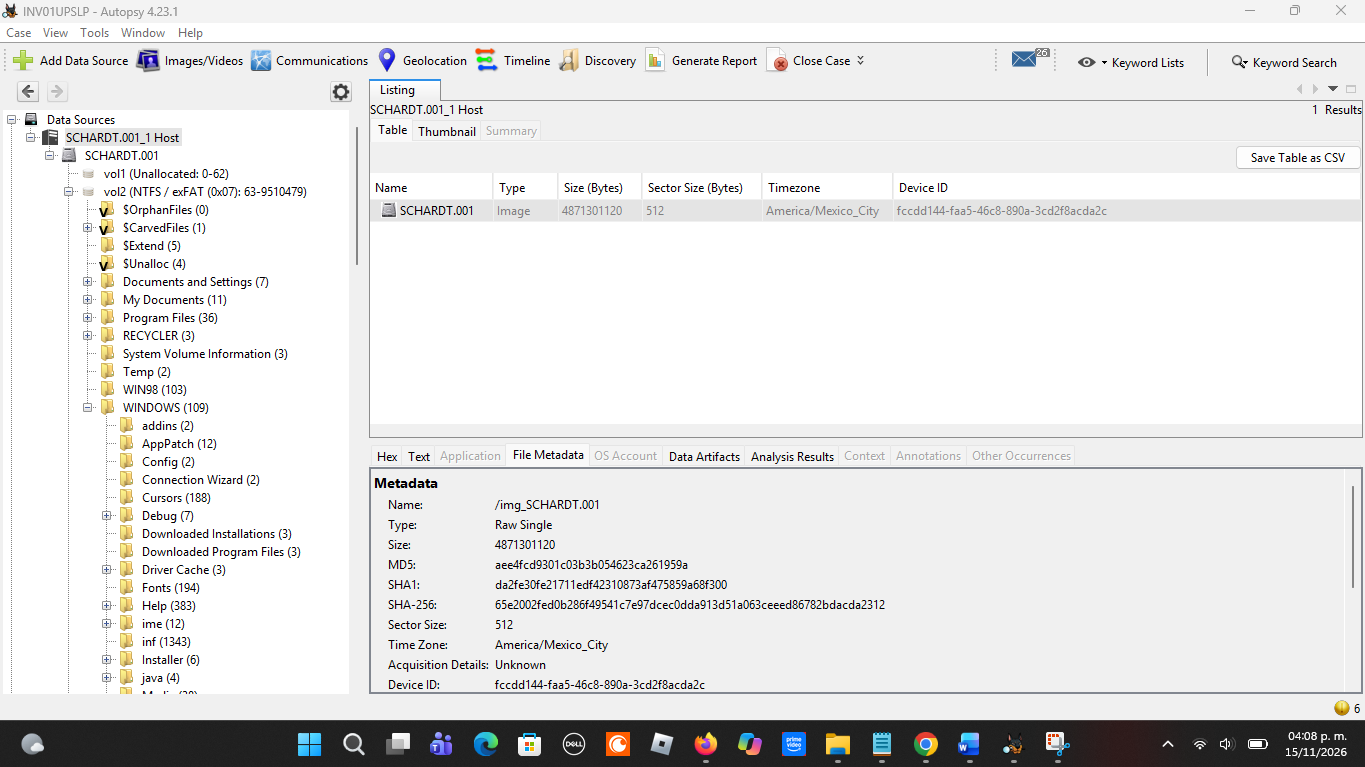 INV01UPSLP - Autopsy 4.23.1
Case View Tools Window Help
Add Data Source Images/Videos Communications Geolocation Timeline Discovery Generate Report Close Case 26 Keyword Lists Keyword Search
Data Sources
SCHARDT.001_1 Host
SCHARDT.001
vol1 (Unallocated: 0-62)
vol2 (NTFS / exFAT (0x07): 63-9510479)
$OrphanFiles (0)
$CarvedFiles (1)
$Extend (5)
$Unalloc (4)
Documents and Settings (7)
My Documents (11)
Program Files (36)
RECYCLER (3)
System Volume Information (3)
Temp (2)
WIN98 (103)
WINDOWS (109)
addins (2)
AppPatch (12)
Config (2)
Connection Wizard (2)
Cursors (188)
Debug (7)
Downloaded Installations (3)
Downloaded Program Files (3)
Driver Cache (3)
Fonts (194)
Help (383)
ime (12)
inf (1343)
Installer (6)
java (4)
Listing
SCHARDT.001_1 Host 1 Results
Table Thumbnail Summary
Save Table as CSV
Name Type Size (Bytes) Sector Size (Bytes) Timezone Device ID
SCHARDT.001 Image 4871301120 512 America/Mexico_City fccdd144-faa5-46c8-890a-3cd2f8acda2c
Hex Text Application File Metadata OS Account Data Artifacts Analysis Results Context Annotations Other Occurrences
Metadata
Name: /img_SCHARDT.001
Type: Raw Single
Size: 4871301120
MD5: aee4fcd9301c03b3b054623ca261959a
SHA1: da2fe30fe21711edf42310873af475859a68f300
SHA-256: 65e2002fed0b286f49541c7e97dcec0dda913d51a063ceeed86782bdacda2312
Sector Size: 512
Time Zone: America/Mexico_City
Acquisition Details: Unknown
Device ID: fccdd144-faa5-46c8-890a-3cd2f8acda2c
6
DELL
prime video
04:08 p. m.
15/11/2026